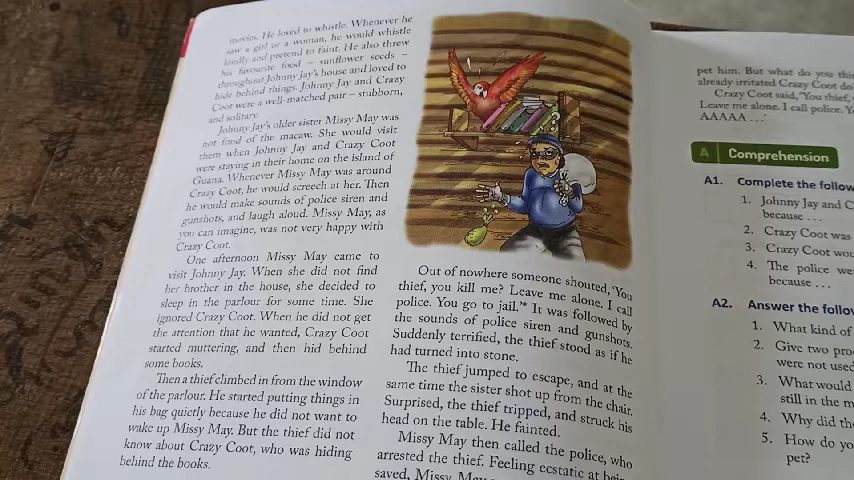 movies. He loved to whistle. Whenever he
saw a girl or a woman, he would whistle
loudly and pretend to faint. He also threw
his favourite food – sunflower seeds –
throughout Johnny Jay's house and loved to
hide behind things. Johnny Jay and Crazy
Coot were a well-matched pair – stubborn,
and solitary.
Johnny Jay's older sister Missy May was
not fond of the macaw. She would visit
them when Johnny Jay and Crazy Coot
were staying in their home on the island of
Guana. Whenever Missy May was around
Crazy Coot, he would screech at her. Then
he would make sounds of police siren and
gunshots, and laugh aloud. Missy May, as
you can imagine, was not very happy with
Crazy Coot.
One afternoon Missy May came to
visit Johnny Jay. When she did not find
her brother in the house, she decided to
sleep in the parlour for some time. She
ignored Crazy Coot. When he did not get
the attention that he wanted, Crazy Coot
started muttering, and then hid behind
some books.
Then a thief climbed in from the window
of the parlour. He started putting things in
his bag quietly because he did not want to
wake up Missy May. But the thief did not
know about Crazy Coot, who was hiding
behind the books.
Out of nowhere someone shouted, 'You
thief, you kill me? Leave me alone. I call
police. You go to jail.'* It was followed by
the sounds of police siren and gunshots.
Suddenly terrified, the thief stood as if he
had turned into stone.
The thief jumped to escape, and at the
same time the sister shot up from the chair.
Surprised, the thief tripped, and struck his
head on the table. He fainted.
Missy May then called the police, who
arrested the thief. Feeling ecstatic at being
saved, Missy May
pet him. But what do you
already irritated Crazy Coot
Crazy Coot said, 'You thief,
Leave me alone. I call police.
AAAAA ...'
A Comprehension
A1. Complete the
1. Johnny Jay and
because ...
2. Crazy Coot was
3. Crazy Coot
4. The police
because ...
A2. Answer the
1. What kind of
2. Give two
were not used
3. What would
still in the
4. Why did
5. How do
pet?